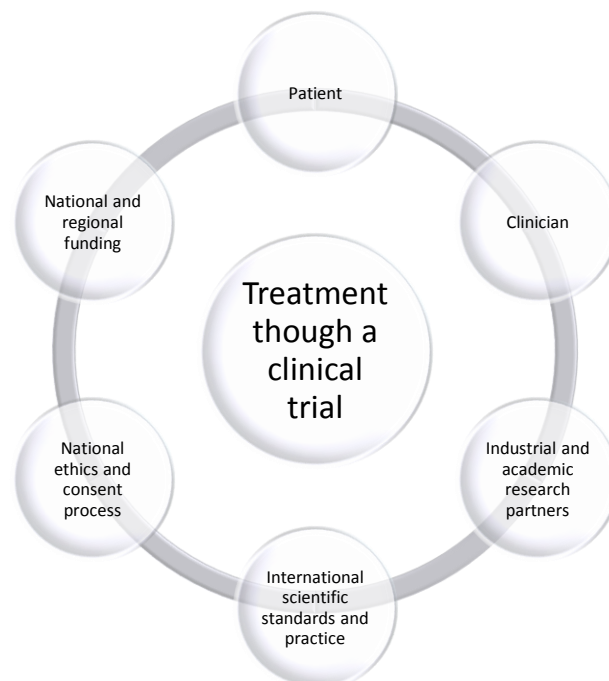 Patient
Clinician
Industrial and
academic
research
partners
International
scientific
standards and
practice
National
ethics and
consent
process
National and
regional
funding
Treatment
though a
clinical
trial